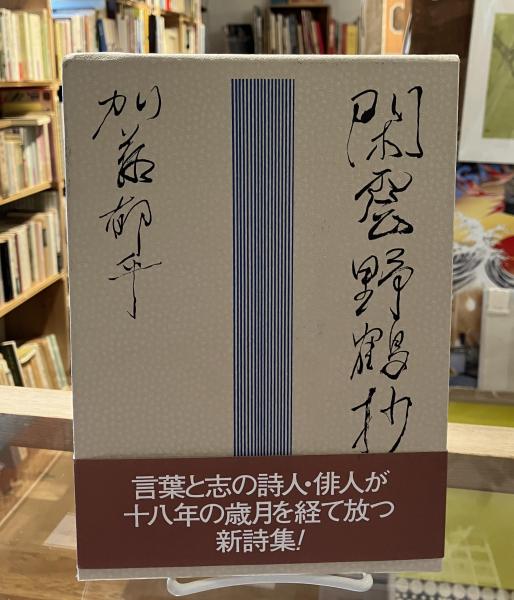 閑雲野鶴抄
加藤郁乎
言葉と志の詩人・俳人が
十八年の歳月を経て放つ
新詩集!